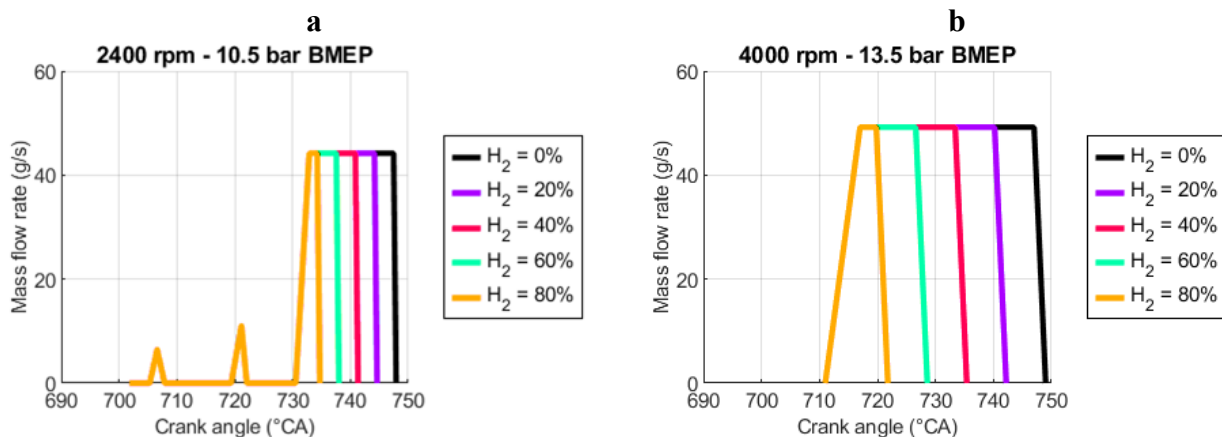 a
2400 rpm - 10.5 bar BMEP
60
40
20
0
690 700 710 720 730 740 750
Mass flow rate (g/s)
Crank angle (°CA)
H2 = 0%
H2 = 20%
H2 = 40%
H2 = 60%
H2 = 80%
b
4000 rpm - 13.5 bar BMEP
60
40
20
0
690 700 710 720 730 740 750
Mass flow rate (g/s)
Crank angle (°CA)
H2 = 0%
H2 = 20%
H2 = 40%
H2 = 60%
H2 = 80%